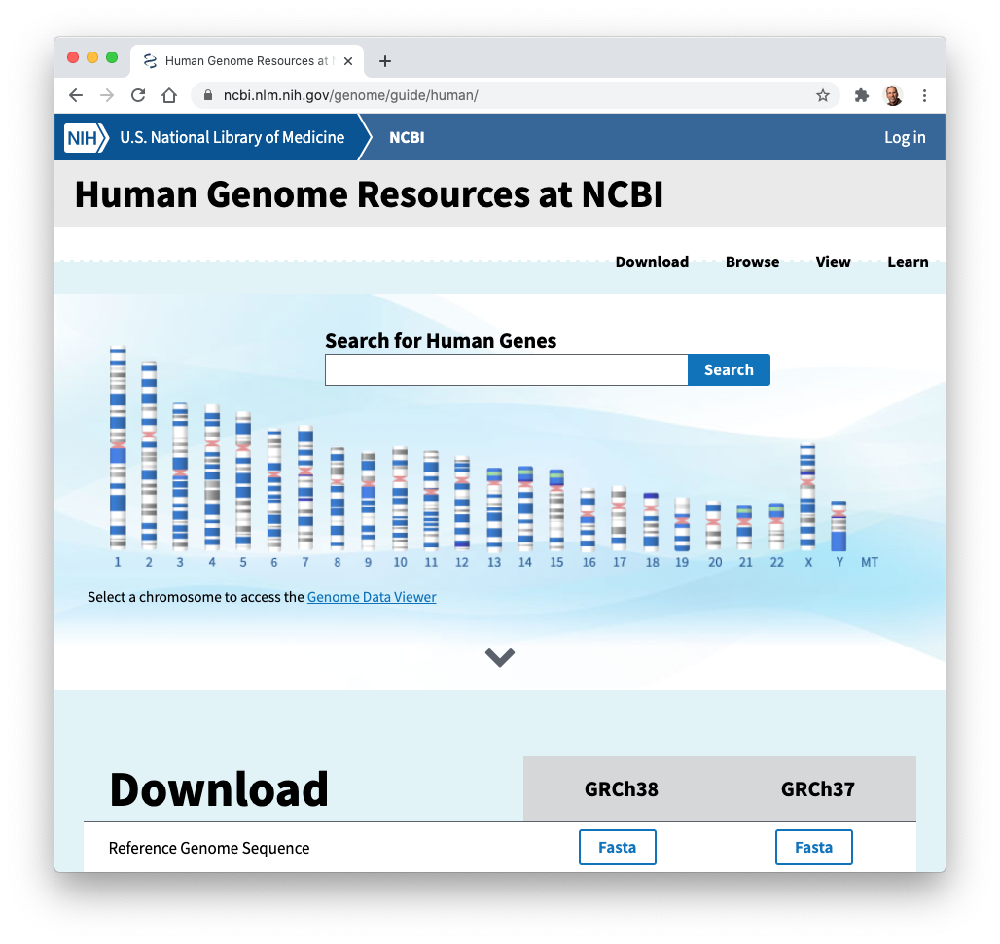 Human Genome Resources at
ncbi.nlm.nih.gov/genome/guide/human/
NIH U.S. National Library of Medicine NCBI Log in
Human Genome Resources at NCBI
Download Browse View Learn
Search for Human Genes
Search
1 2 3 4 5 6 7 8 9 10 11 12 13 14 15 16 17 18 19 20 21 22 X Y MT
Select a chromosome to access the Genome Data Viewer
Download GRCh38 GRCh37
Reference Genome Sequence Fasta Fasta